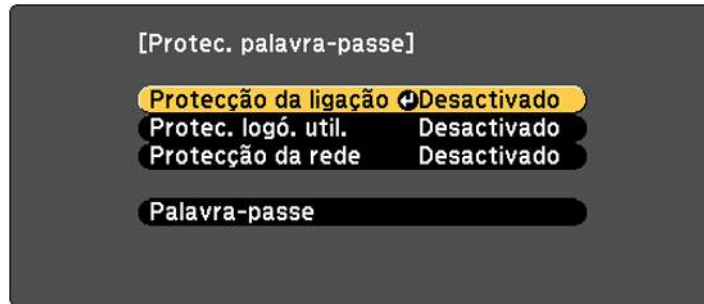 [Protec. palavra-passe]
Protecção da ligação Desactivado
Protec. logó. util. Desactivado
Protecção da rede Desactivado
Palavra-passe